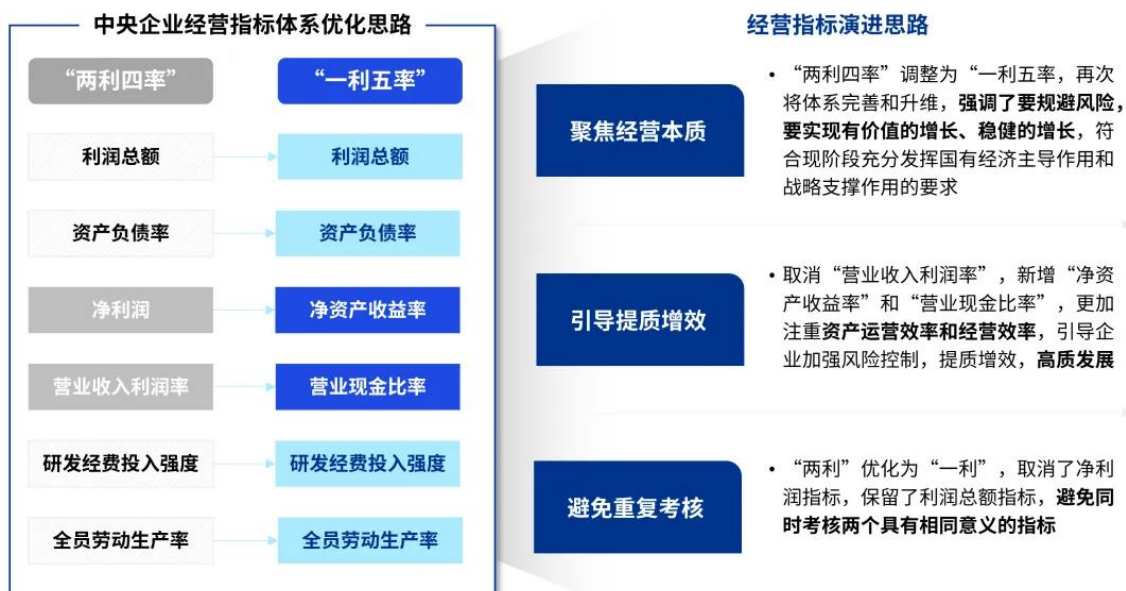 中央企业经营指标体系优化思路
“两利四率”
“一利五率”
利润总额
利润总额
资产负债率
资产负债率
净利润
净资产收益率
营业收入利润率
营业现金比率
研发经费投入强度
研发经费投入强度
全员劳动生产率
全员劳动生产率
经营指标演进思路
聚焦经营本质
• “两利四率”调整为“一利五率，再次
将体系完善和升维，强调了要规避风险，
要实现有价值的增长、稳健的增长，符
合现阶段充分发挥国有经济主导作用和
战略支撑作用的要求
引导提质增效
• 取消“营业收入利润率”，新增“净资
产收益率”和“营业现金比率”，更加
注重资产运营效率和经营效率，引导企
业加强风险控制，提质增效，高质发展
避免重复考核
• “两利”优化为“一利”，取消了净利
润指标，保留了利润总额指标，避免同
时考核两个具有相同意义的指标